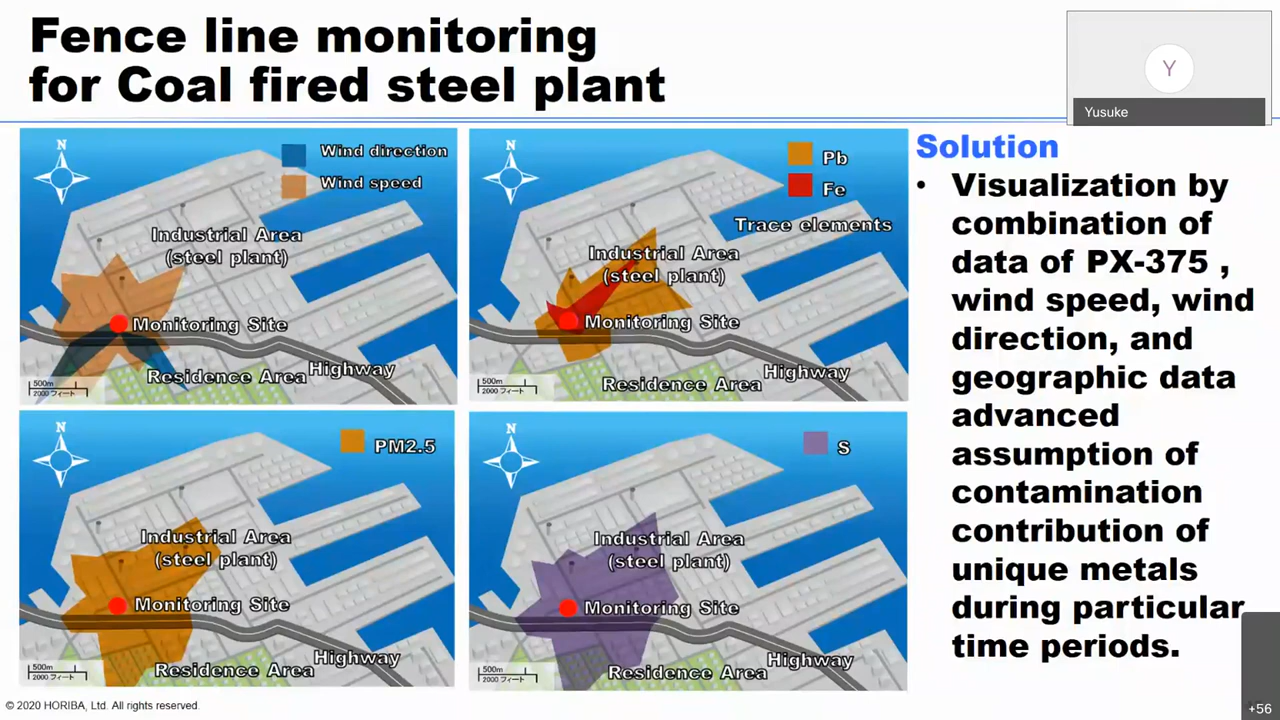 Fence line monitoring
for Coal fired steel plant
Y
Yusuke
N
Wind direction
Wind speed
Industrial Area
(steel plant)
Monitoring Site
Highway
Residence Area
500m
2000 フィート
N
Pb
Fe
Trace elements
Industrial Area
(steel plant)
Monitoring Site
Highway
Residence Area
500m
2000 フィート
N
PM2.5
Industrial Area
(steel plant)
Monitoring Site
Highway
Residence Area
500m
2000 フィート
N
S
Industrial Area
(steel plant)
Monitoring Site
Highway
Residence Area
500m
2000 フィート
Solution
• Visualization by
combination of
data of PX-375 ,
wind speed, wind
direction, and
geographic data
advanced
assumption of
contamination
contribution of
unique metals
during particular
time periods.
+56
© 2020 HORIBA, Ltd. All rights reserved.